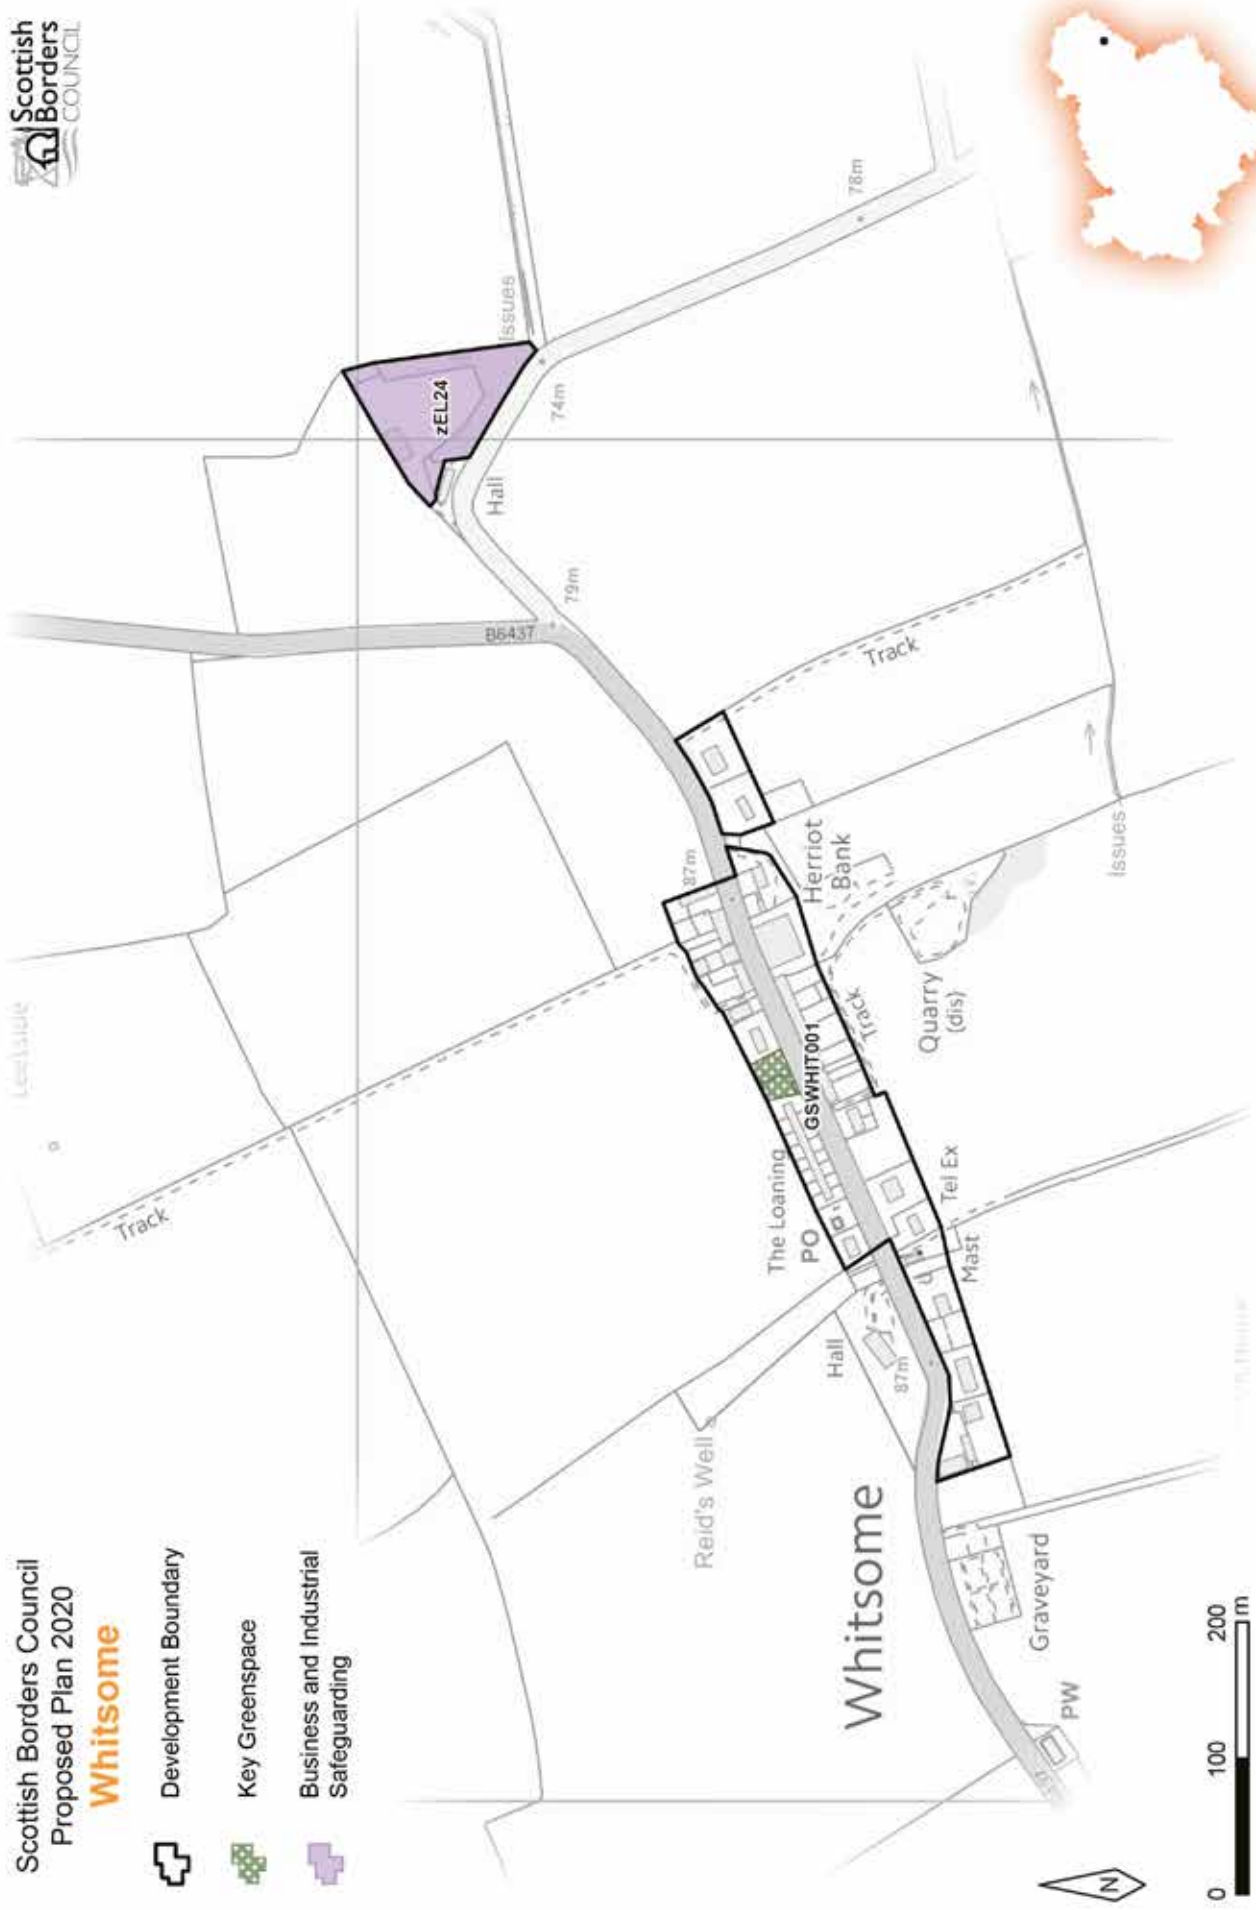 Scottish Borders Council
Proposed Plan 2020
Whitsome
Development Boundary
Key Greenspace
Business and Industrial
Safeguarding
Scottish
Borders
COUNCIL
Leetside
Track
B6437
79m
Hall
zEL24
Issues
74m
78m
Track
87m
Herriot
Bank
Quarry
(dis)
Track
Issues
GSWHIT001
The Loaning
PO
Tel Ex
Mast
Hall
87m
Reid's Well
Whitsome
Graveyard
PW
N
0 100 200
m